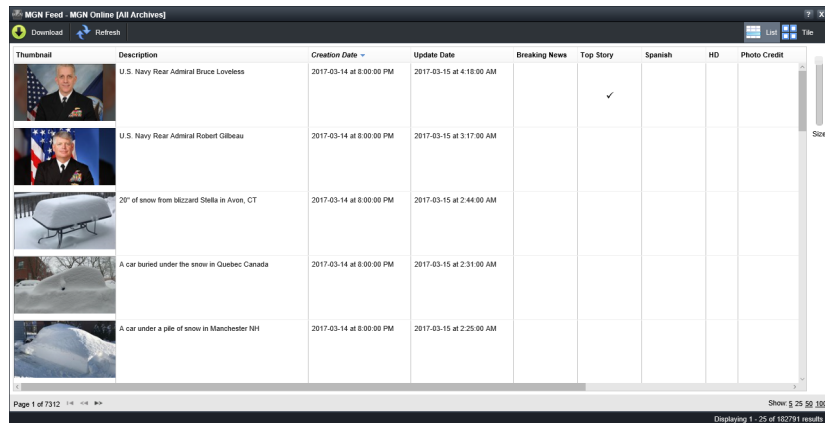 MGN Feed - MGN Online [All Archives] ? X
Download Refresh List Tile
Thumbnail Description Creation Date Update Date Breaking News Top Story Spanish HD Photo Credit
U.S. Navy Rear Admiral Bruce Loveless 2017-03-14 at 8:00:00 PM 2017-03-15 at 4:18:00 AM ✓
Size
U.S. Navy Rear Admiral Robert Gilbeau 2017-03-14 at 8:00:00 PM 2017-03-15 at 3:17:00 AM
20" of snow from blizzard Stella in Avon, CT 2017-03-14 at 8:00:00 PM 2017-03-15 at 2:44:00 AM
A car buried under the snow in Quebec Canada 2017-03-14 at 8:00:00 PM 2017-03-15 at 2:31:00 AM
A car under a pile of snow in Manchester NH 2017-03-14 at 8:00:00 PM 2017-03-15 at 2:25:00 AM
Page 1 of 7312 Show: 5 25 50 100
Displaying 1 - 25 of 182791 results